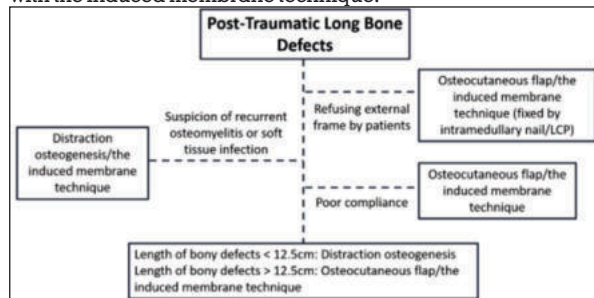 with the induced membrane technique.
Post-Traumatic Long Bone
Defects
Suspicion of recurrent
osteomyelitis or soft
tissue infection
Refusing external
frame by patients
Osteocutaneous flap/the
induced membrane
technique (fixed by
intramedullary nail/LCP)
Distraction
osteogenesis/the
induced membrane
technique
Poor compliance
Osteocutaneous flap/the
induced membrane
technique
Length of bony defects < 12.5cm: Distraction osteogenesis
Length of bony defects > 12.5cm: Osteocutaneous flap/the
induced membrane technique